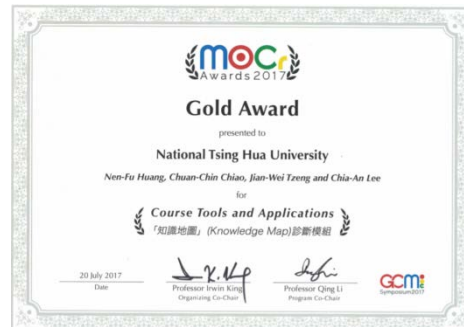 MOCr
Awards 2017
Gold Award
presented to
National Tsing Hua University
Nen-Fu Huang, Chuan-Chin Chiao, Jian-Wei Tzeng and Chia-An Lee
for
Course Tools and Applications
「知識地圖」(Knowledge Map)診斷模組
20 July 2017
Date
Professor Irwin King
Organizing Co-Chair
Professor Qing Li
Program Co-Chair
GCMi
Symposium2017